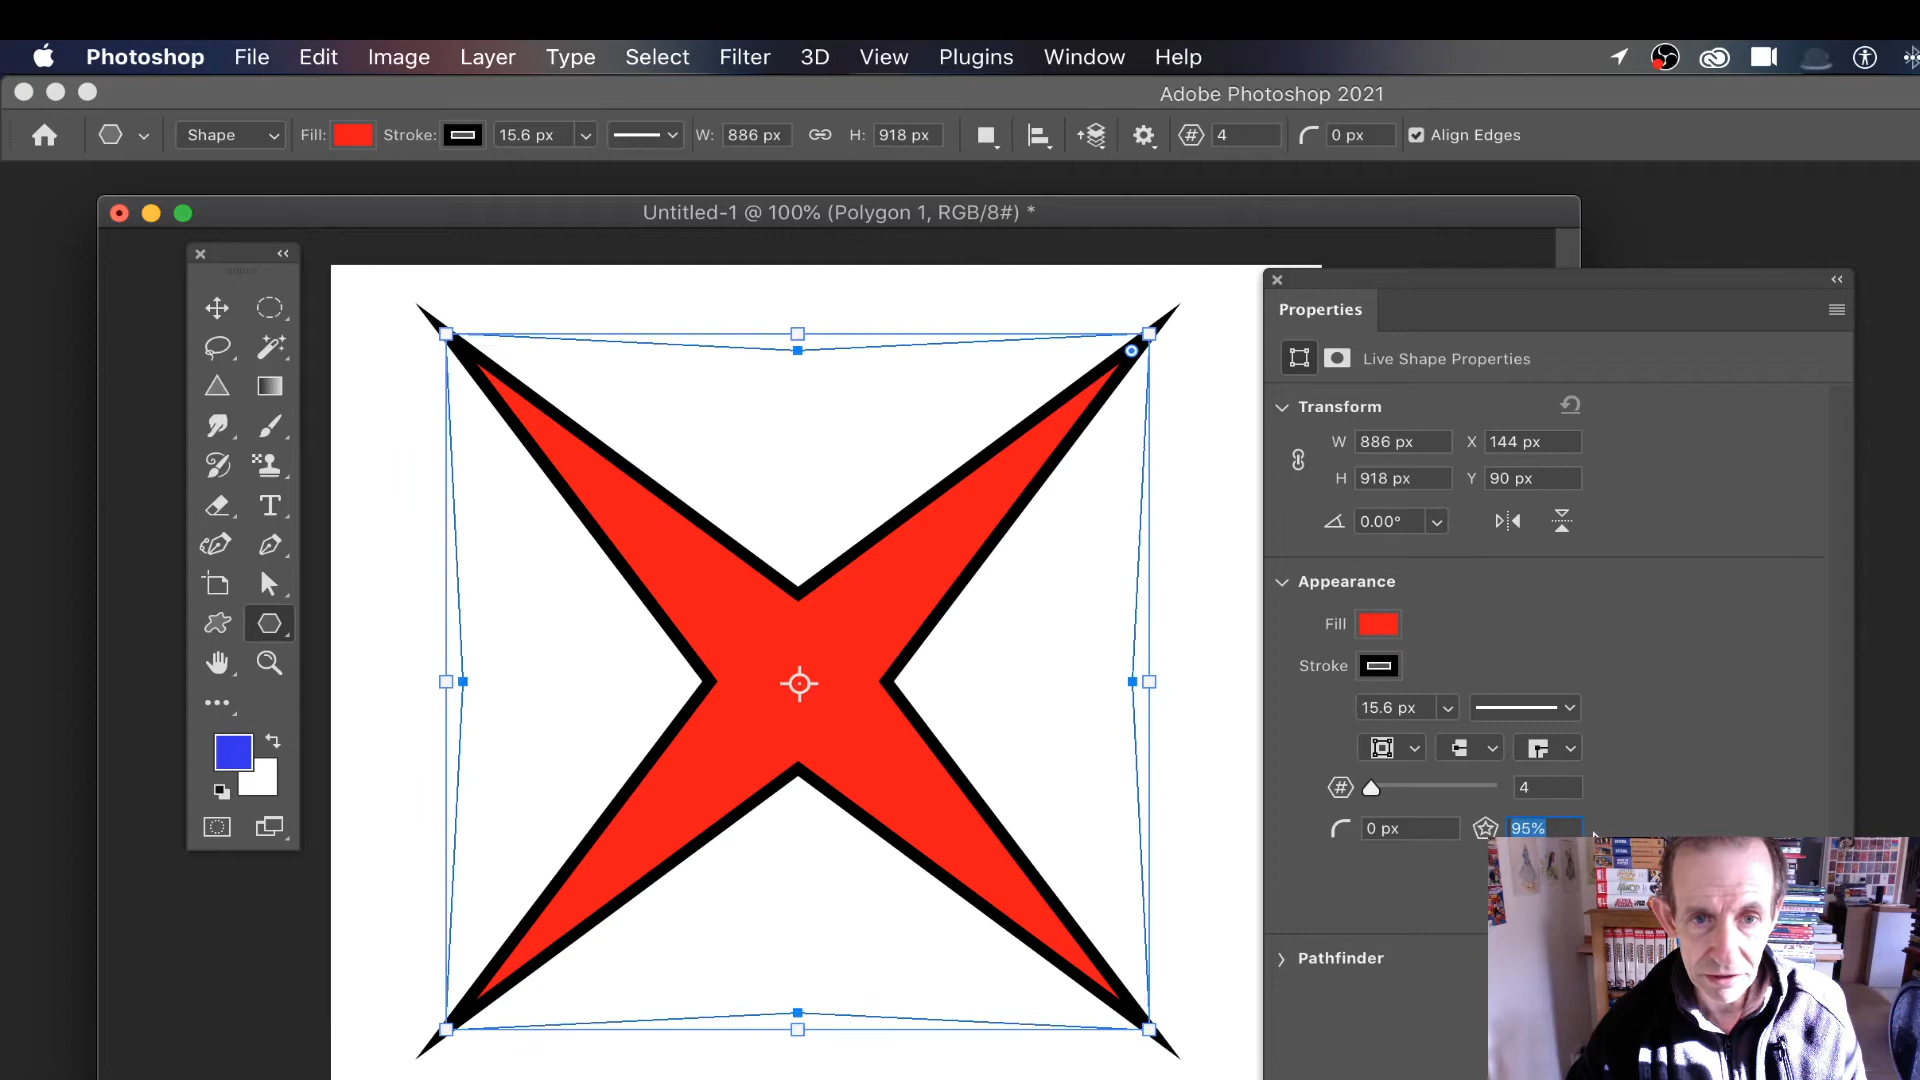 Photoshop File Edit Image Layer Type Select Filter 3D View Plugins Window Help
Adobe Photoshop 2021
Shape Fill: Stroke: 15.6 px W: 886 px H: 918 px 4 0 px Align Edges
Untitled-1 @ 100% (Polygon 1, RGB/8#) *
Properties
Live Shape Properties
Transform
W 886 px X 144 px
H 918 px Y 90 px
0.00°
Appearance
Fill
Stroke
15.6 px
4
0 px 95%
Pathfinder